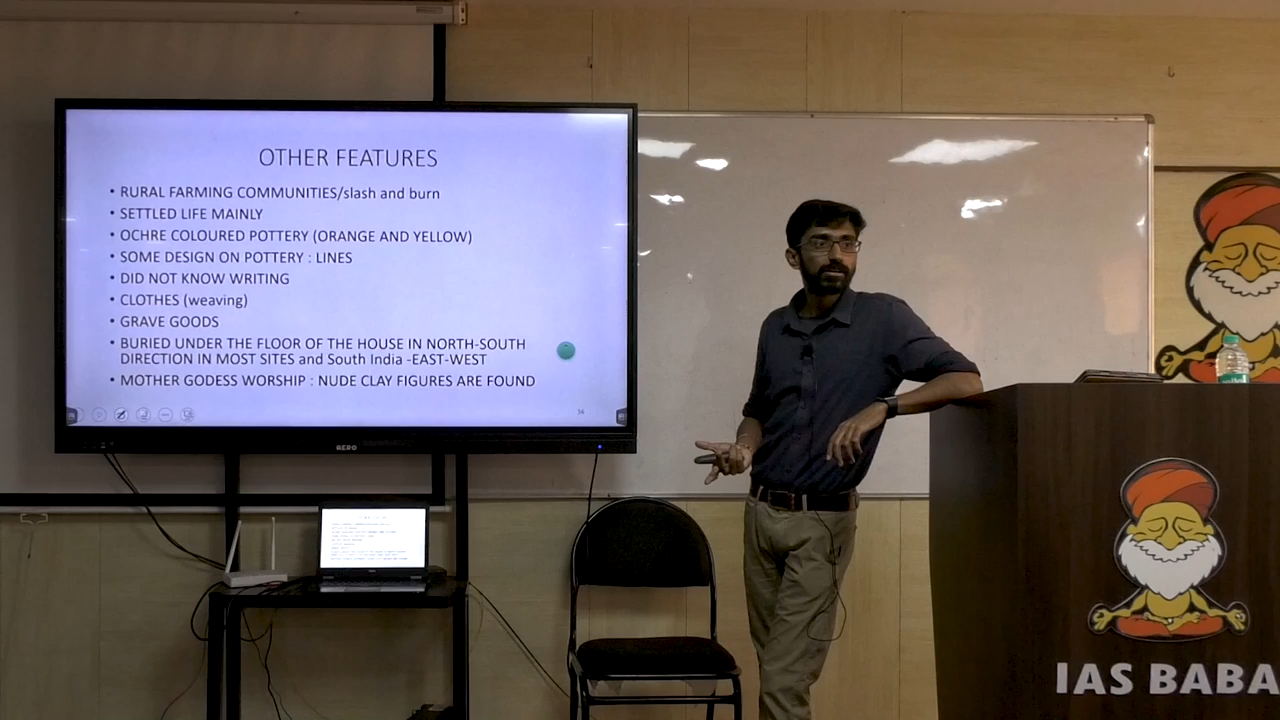 OTHER FEATURES
• RURAL FARMING COMMUNITIES/slash and burn
• SETTLED LIFE MAINLY
• OCHRE COLOURED POTTERY (ORANGE AND YELLOW)
• SOME DESIGN ON POTTERY : LINES
• DID NOT KNOW WRITING
• CLOTHES (weaving)
• GRAVE GOODS
• BURIED UNDER THE FLOOR OF THE HOUSE IN NORTH-SOUTH
DIRECTION IN MOST SITES and South India -EAST-WEST
• MOTHER GODESS WORSHIP : NUDE CLAY FIGURES ARE FOUND
AERO
IAS BABA